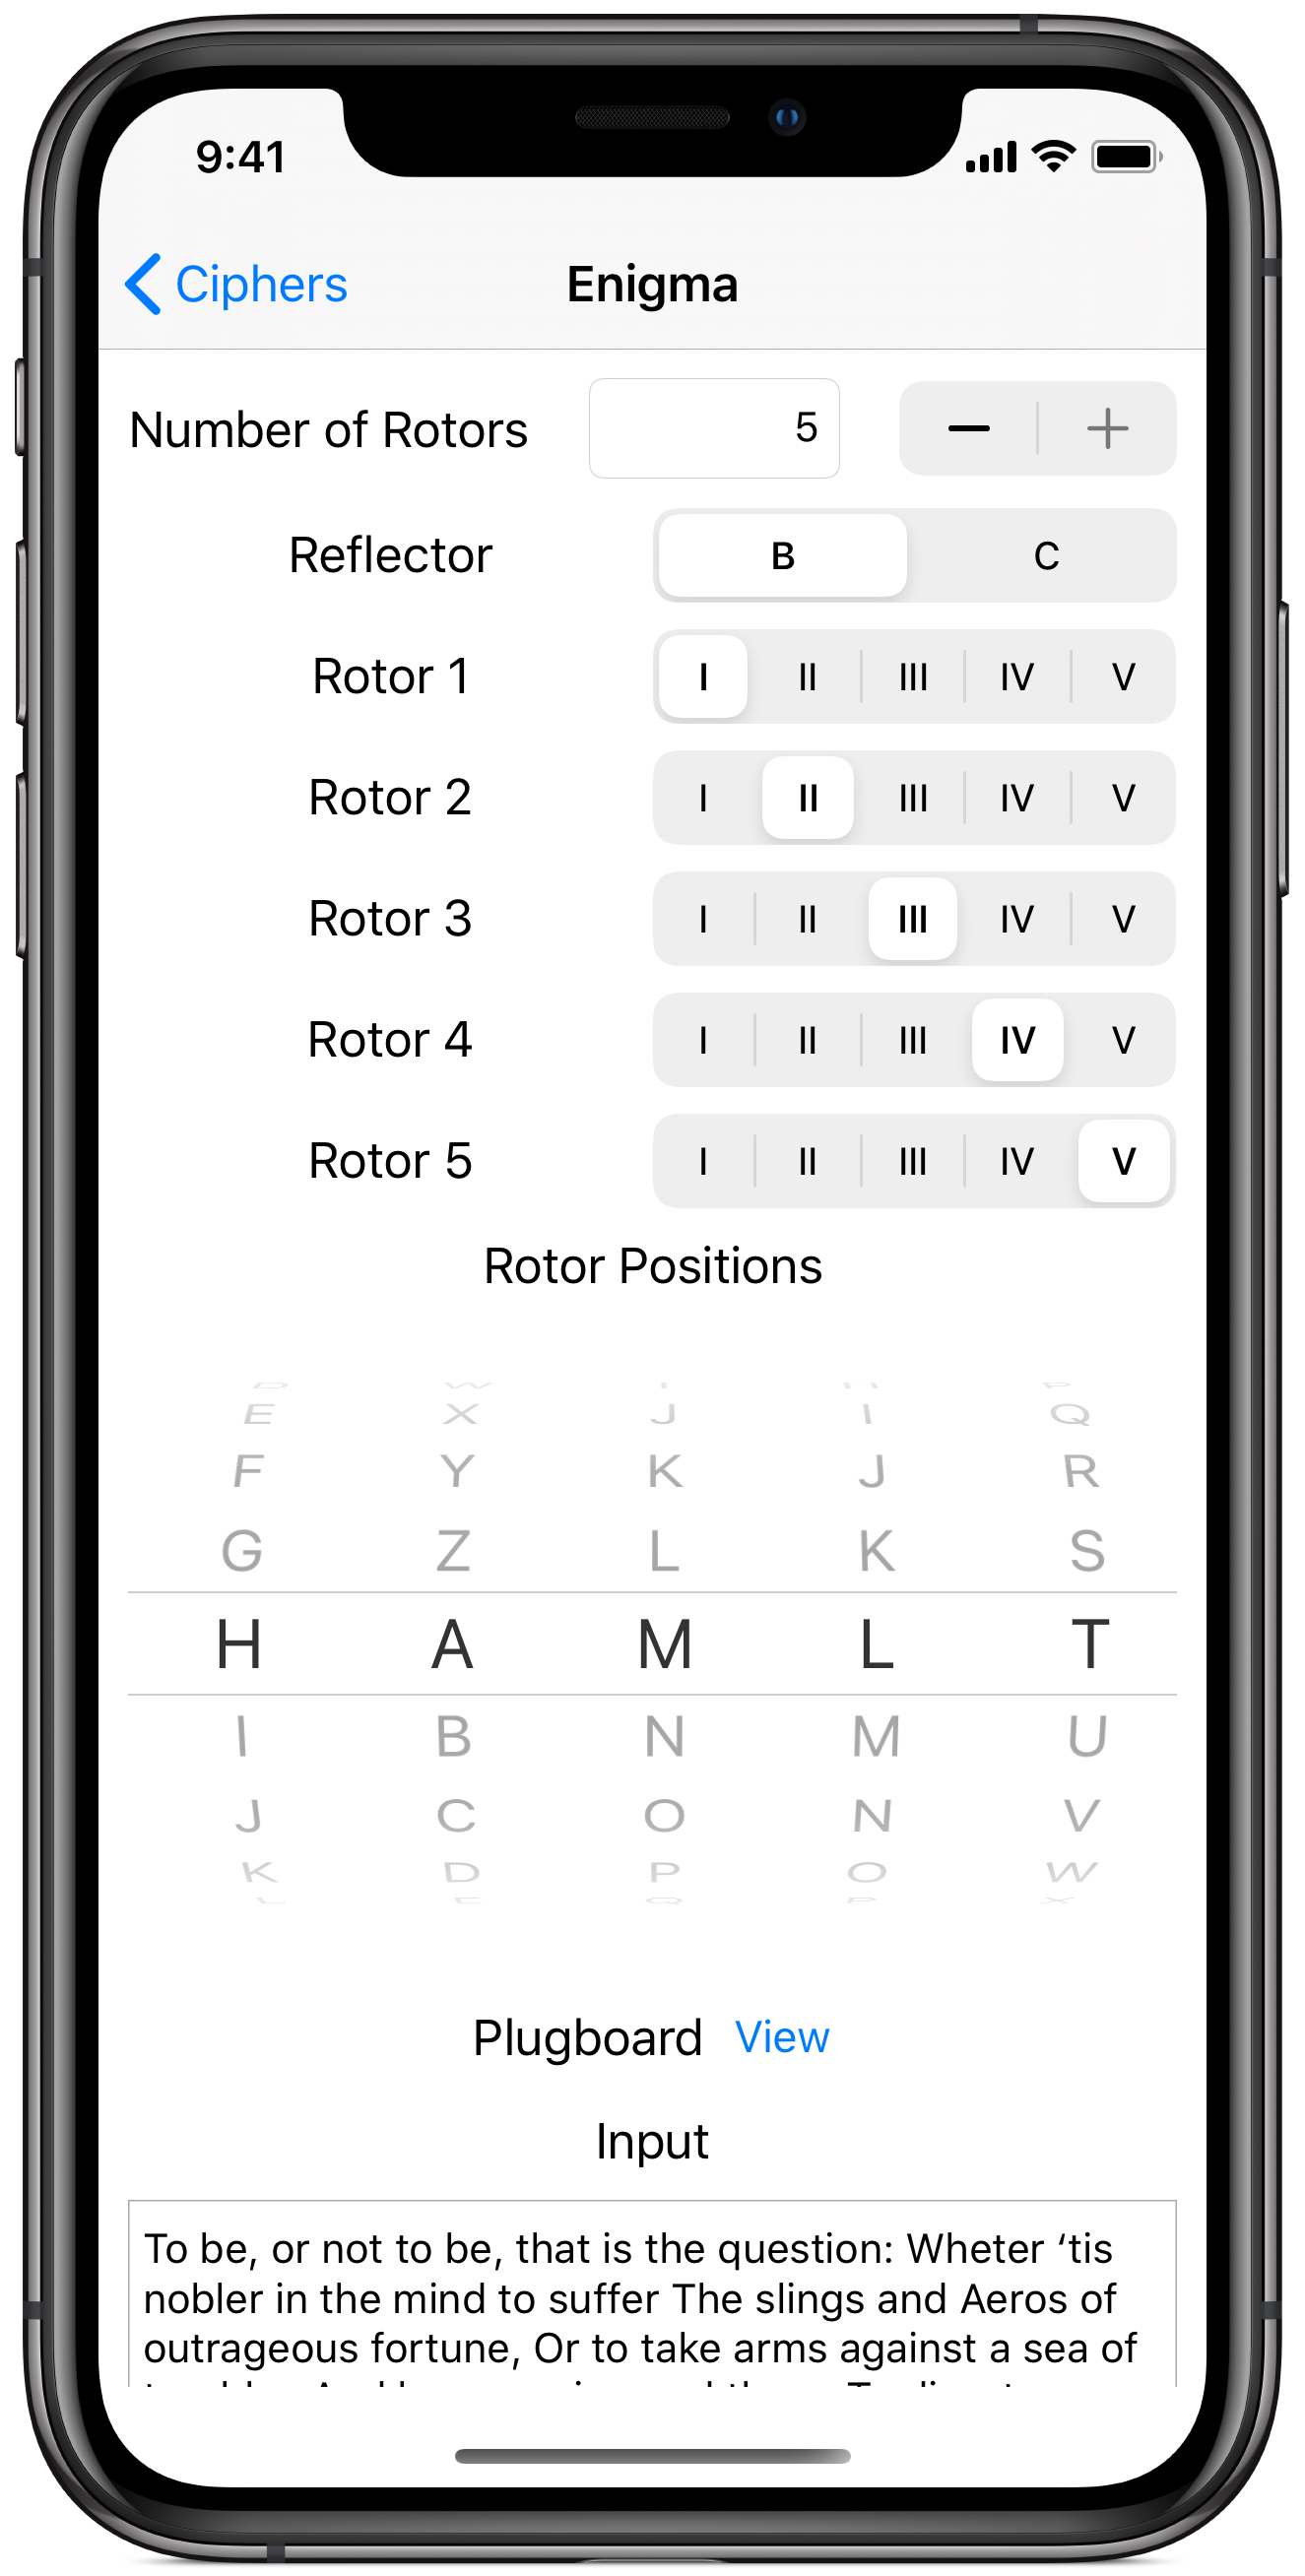 9:41
Ciphers Enigma
Number of Rotors 5 − +
Reflector B C
Rotor 1 I II III IV V
Rotor 2 I II III IV V
Rotor 3 I II III IV V
Rotor 4 I II III IV V
Rotor 5 I II III IV V
Rotor Positions
E X J I Q
F Y K J R
G Z L K S
H A M L T
I B N M U
J C O N V
K D P O W
Plugboard View
Input
To be, or not to be, that is the question: Wheter ‘tis
nobler in the mind to suffer The slings and Aeros of
outrageous fortune, Or to take arms against a sea of